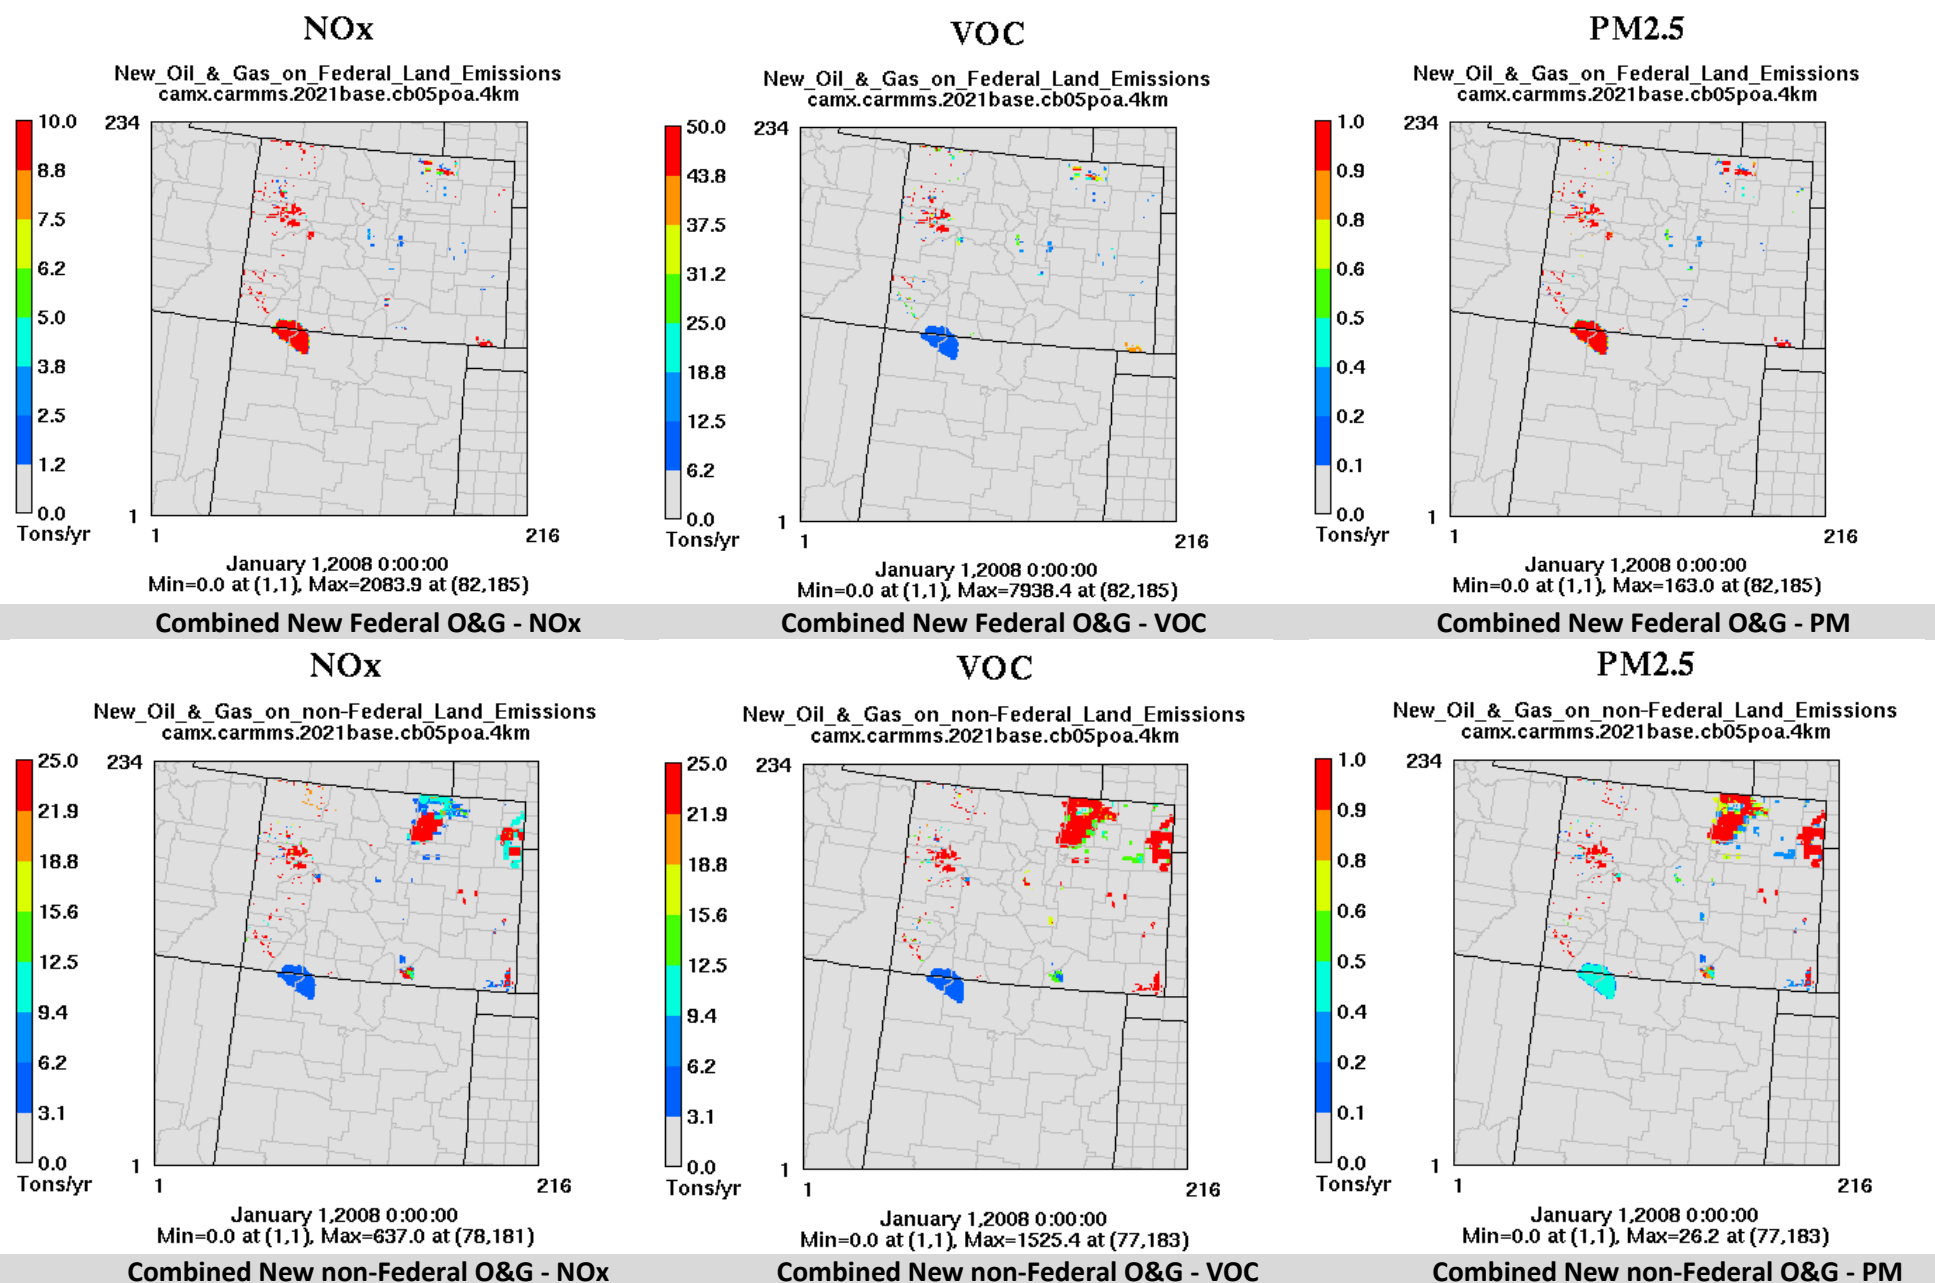 NOx
New_Oil_&_Gas_on_Federal_Land_Emissions
camx.carmms.2021base.cb05poa.4km
10.0
8.8
7.5
6.2
5.0
3.8
2.5
1.2
0.0
Tons/yr
234
1
1
216
January 1,2008 0:00:00
Min=0.0 at (1,1), Max=2083.9 at (82,185)
Combined New Federal O&G - NOx
VOC
New_Oil_&_Gas_on_Federal_Land_Emissions
camx.carmms.2021base.cb05poa.4km
50.0
43.8
37.5
31.2
25.0
18.8
12.5
6.2
0.0
Tons/yr
234
1
1
216
January 1,2008 0:00:00
Min=0.0 at (1,1), Max=7938.4 at (82,185)
Combined New Federal O&G - VOC
PM2.5
New_Oil_&_Gas_on_Federal_Land_Emissions
camx.carmms.2021base.cb05poa.4km
1.0
0.9
0.8
0.6
0.5
0.4
0.2
0.1
0.0
Tons/yr
234
1
1
216
January 1,2008 0:00:00
Min=0.0 at (1,1), Max=163.0 at (82,185)
Combined New Federal O&G - PM
NOx
New_Oil_&_Gas_on_non-Federal_Land_Emissions
camx.carmms.2021base.cb05poa.4km
25.0
21.9
18.8
15.6
12.5
9.4
6.2
3.1
0.0
Tons/yr
234
1
1
216
January 1,2008 0:00:00
Min=0.0 at (1,1), Max=637.0 at (78,181)
Combined New non-Federal O&G - NOx
VOC
New_Oil_&_Gas_on_non-Federal_Land_Emissions
camx.carmms.2021base.cb05poa.4km
25.0
21.9
18.8
15.6
12.5
9.4
6.2
3.1
0.0
Tons/yr
234
1
1
216
January 1,2008 0:00:00
Min=0.0 at (1,1), Max=1525.4 at (77,183)
Combined New non-Federal O&G - VOC
PM2.5
New_Oil_&_Gas_on_non-Federal_Land_Emissions
camx.carmms.2021base.cb05poa.4km
1.0
0.9
0.8
0.6
0.5
0.4
0.2
0.1
0.0
Tons/yr
234
1
1
216
January 1,2008 0:00:00
Min=0.0 at (1,1), Max=26.2 at (77,183)
Combined New non-Federal O&G - PM